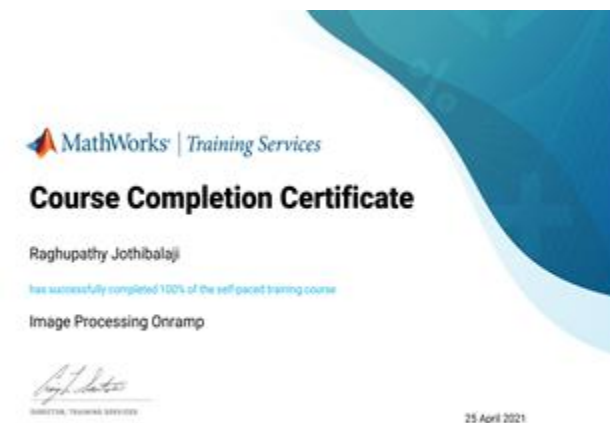 MathWorks® | Training Services
Course Completion Certificate
Raghupathy Jothibalaji
has successfully completed 100% of the self-paced training course
Image Processing Onramp
DIRECTOR, TRAINING SERVICES
25 April 2021